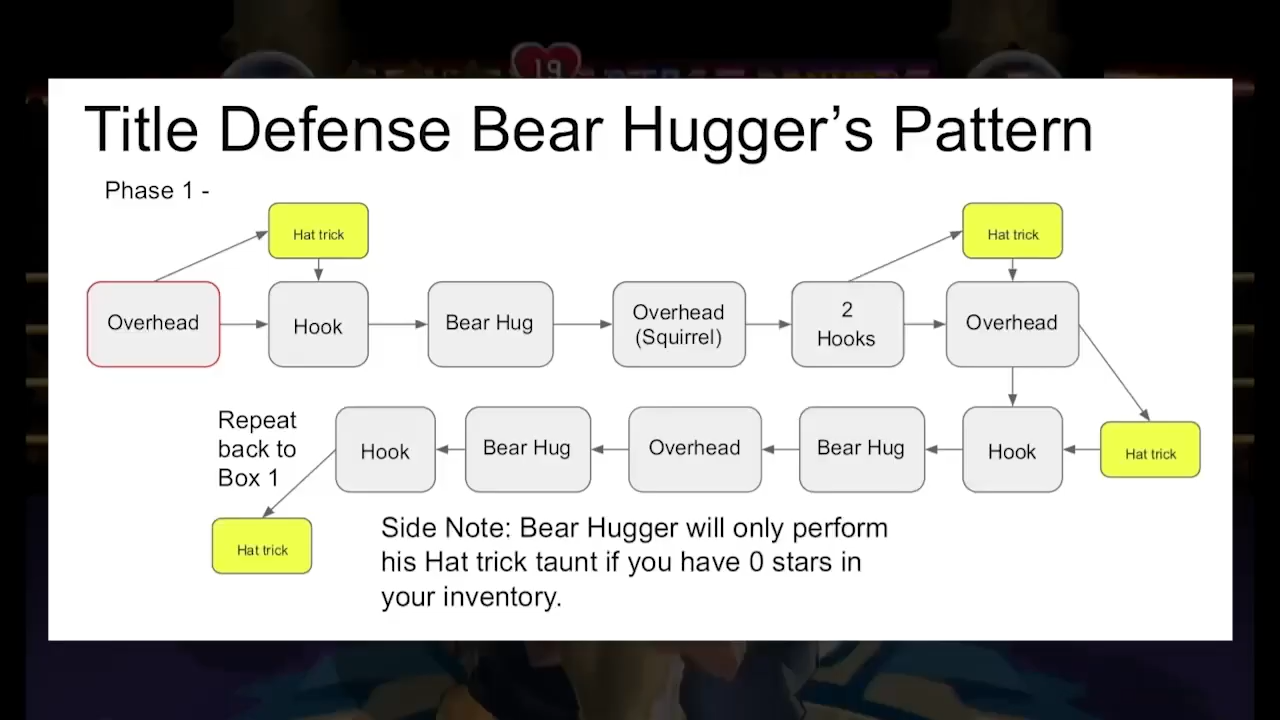 19
Title Defense Bear Hugger’s Pattern
Phase 1 -
Hat trick
Hat trick
Overhead
Hook
Bear Hug
Overhead
(Squirrel)
2
Hooks
Overhead
Repeat
back to
Box 1
Hook
Bear Hug
Overhead
Bear Hug
Hook
Hat trick
Hat trick
Side Note: Bear Hugger will only perform
his Hat trick taunt if you have 0 stars in
your inventory.